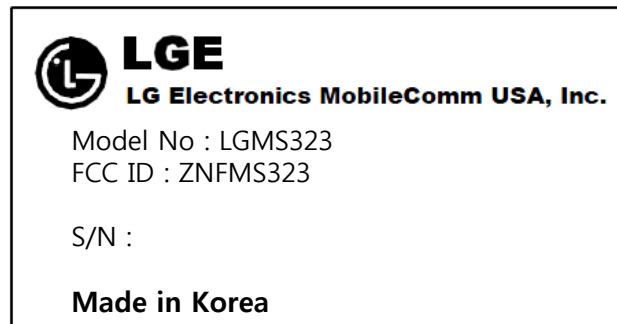 LGE
LG Electronics MobileComm USA, Inc.
Model No : LGMS323
FCC ID : ZNFMS323
S/N :
Made in Korea